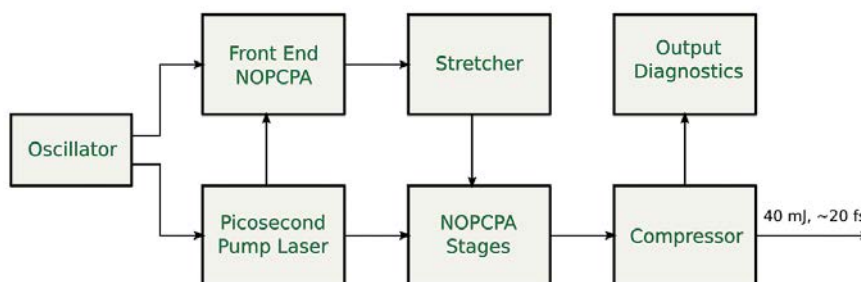 Front End
NOPCPA
Stretcher
Output
Diagnostics
Oscillator
Picosecond
Pump Laser
NOPCPA
Stages
Compressor
40 mJ, ~20 fs